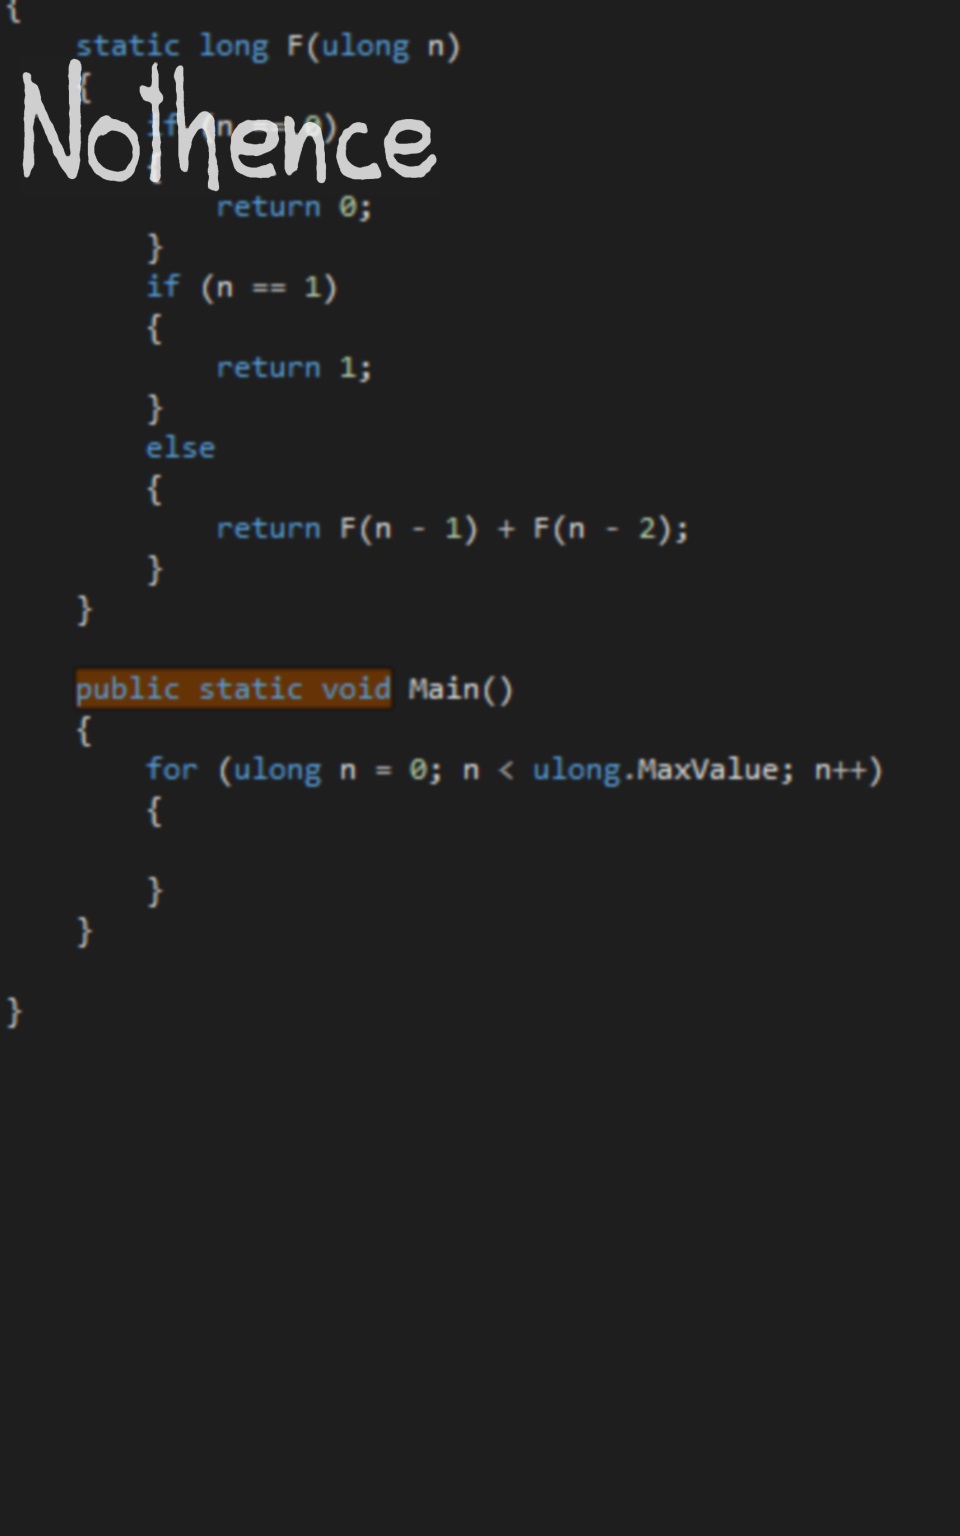 {
static long F(ulong n)
{
Nothence
if (n == 0)
{
return 0;
}
if (n == 1)
{
return 1;
}
else
{
return F(n - 1) + F(n - 2);
}
}
public static void Main()
{
for (ulong n = 0; n < ulong.MaxValue; n++)
{
}
}
}